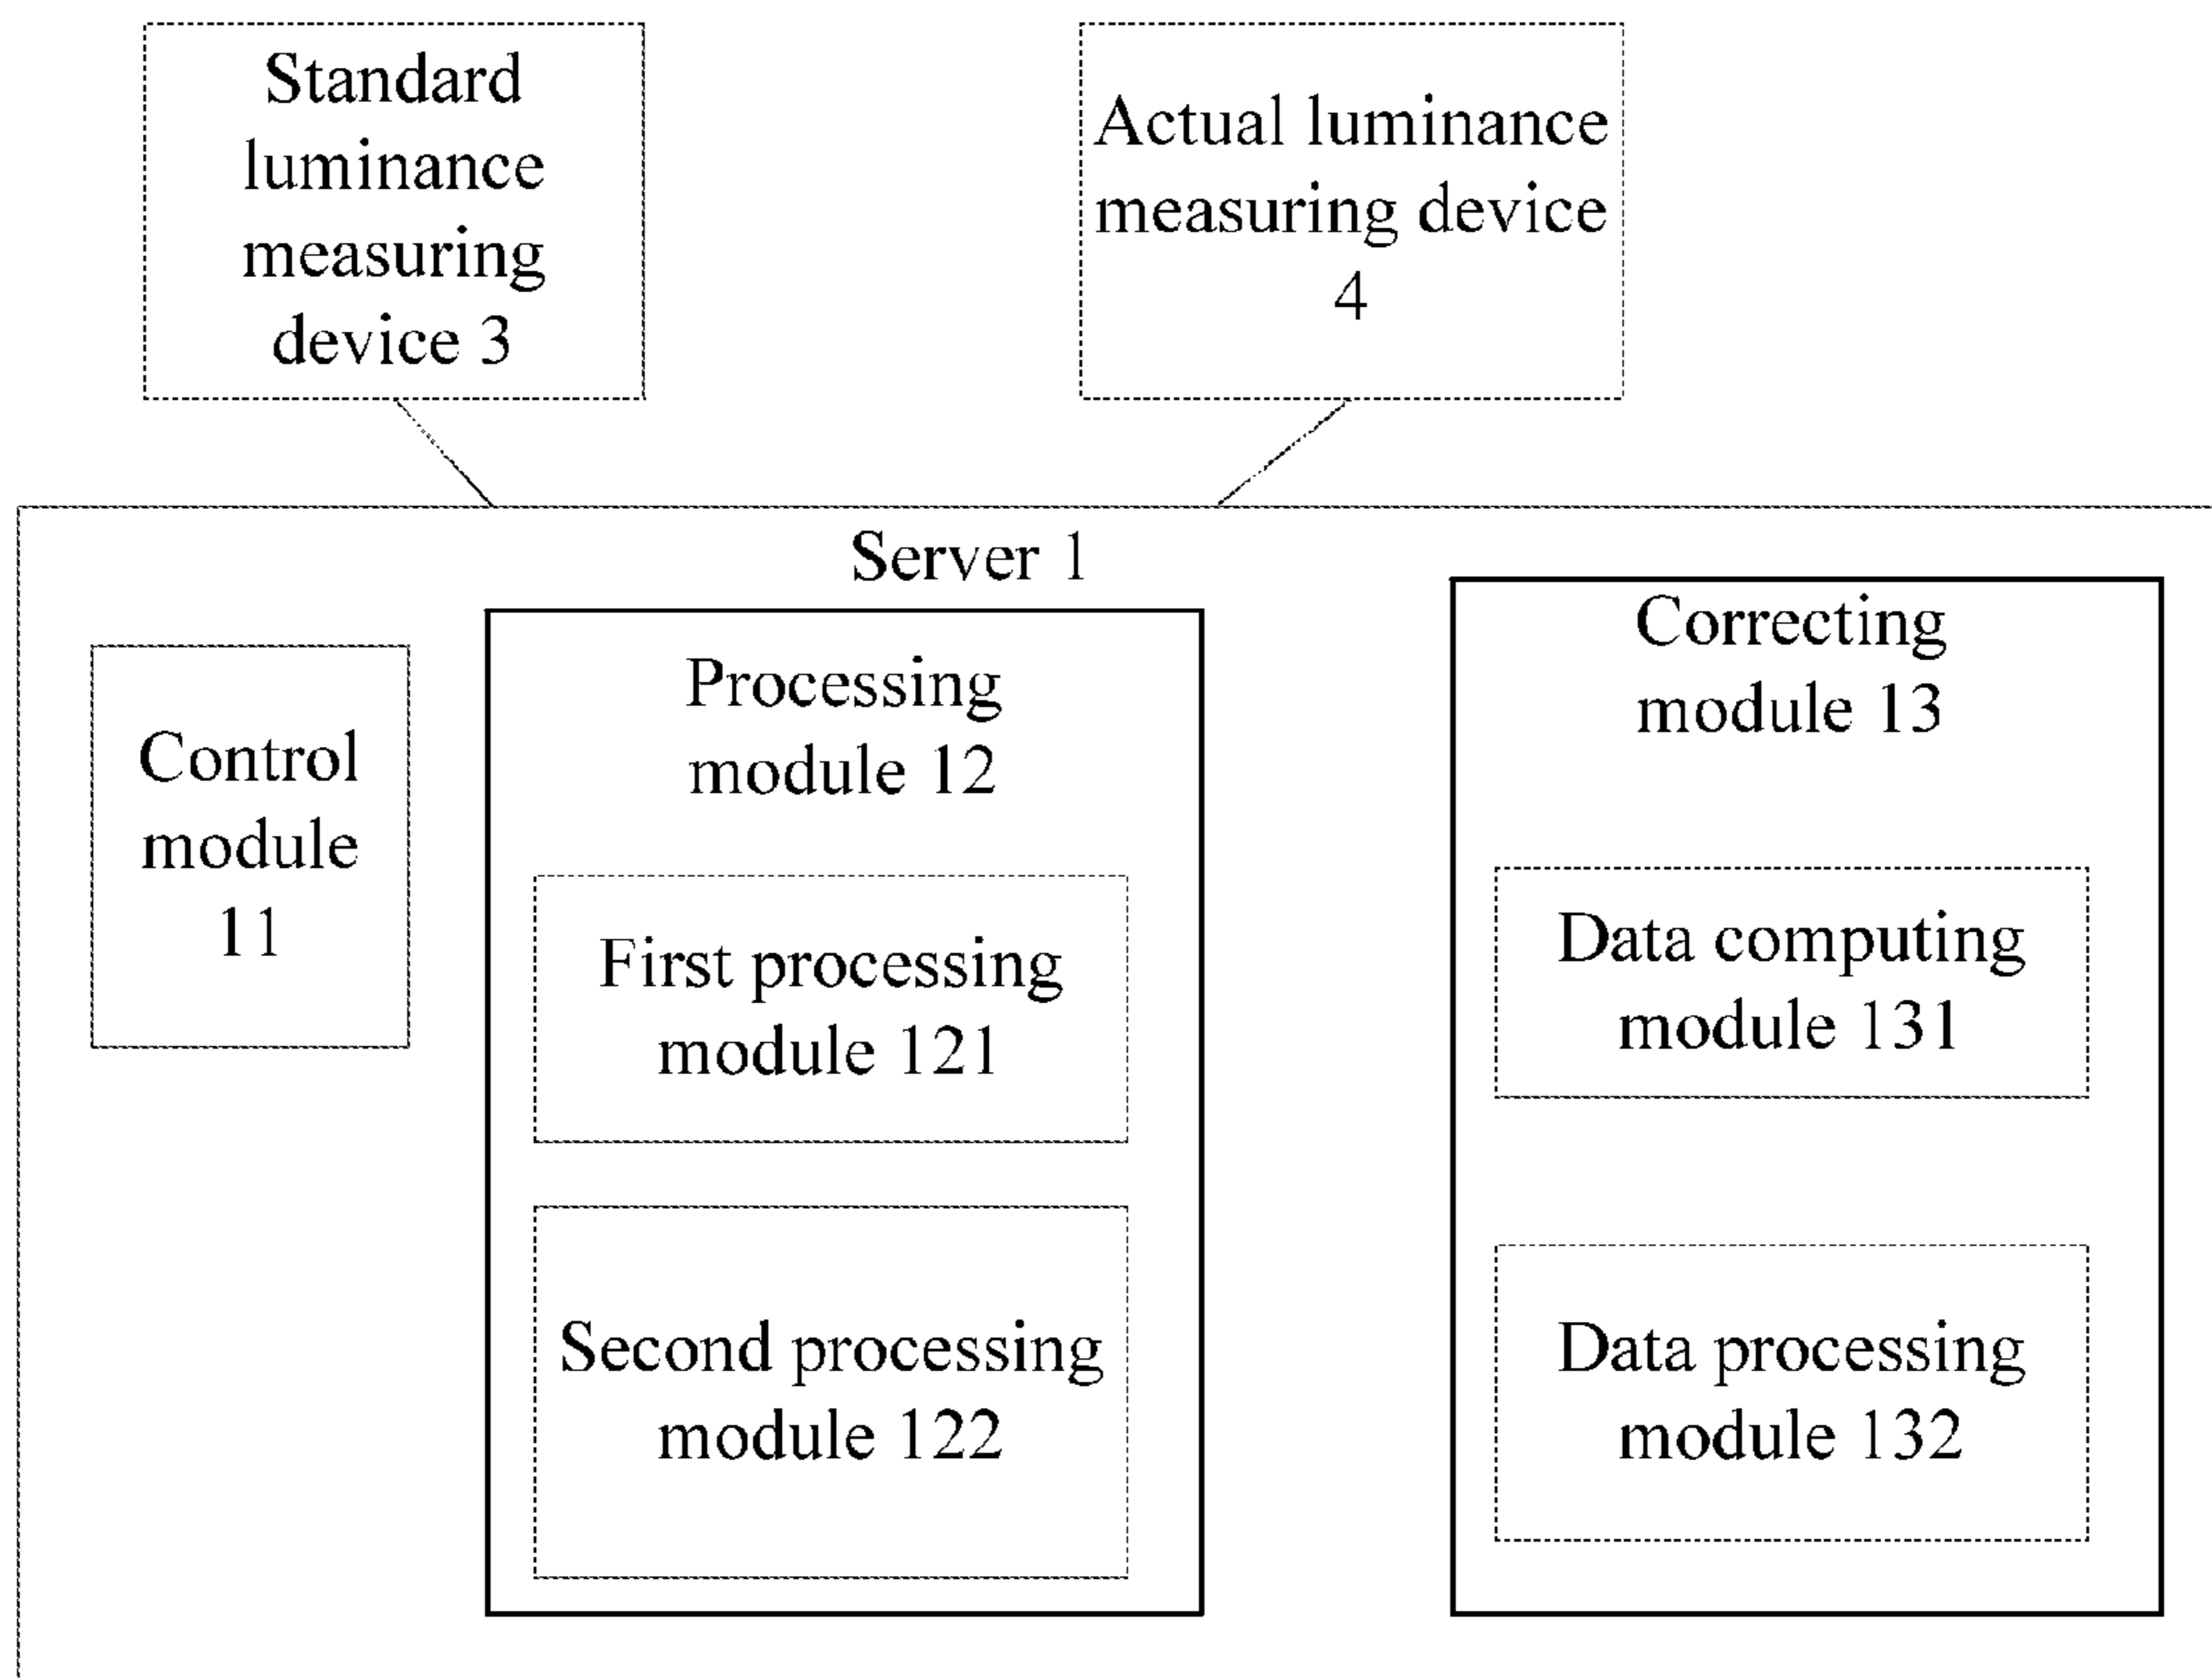 Standard
luminance
measuring
device 3
Actual luminance
measuring device
4
Server 1
Control
module
11
Processing
module 12
First processing
module 121
Second processing
module 122
Correcting
module 13
Data computing
module 131
Data processing
module 132